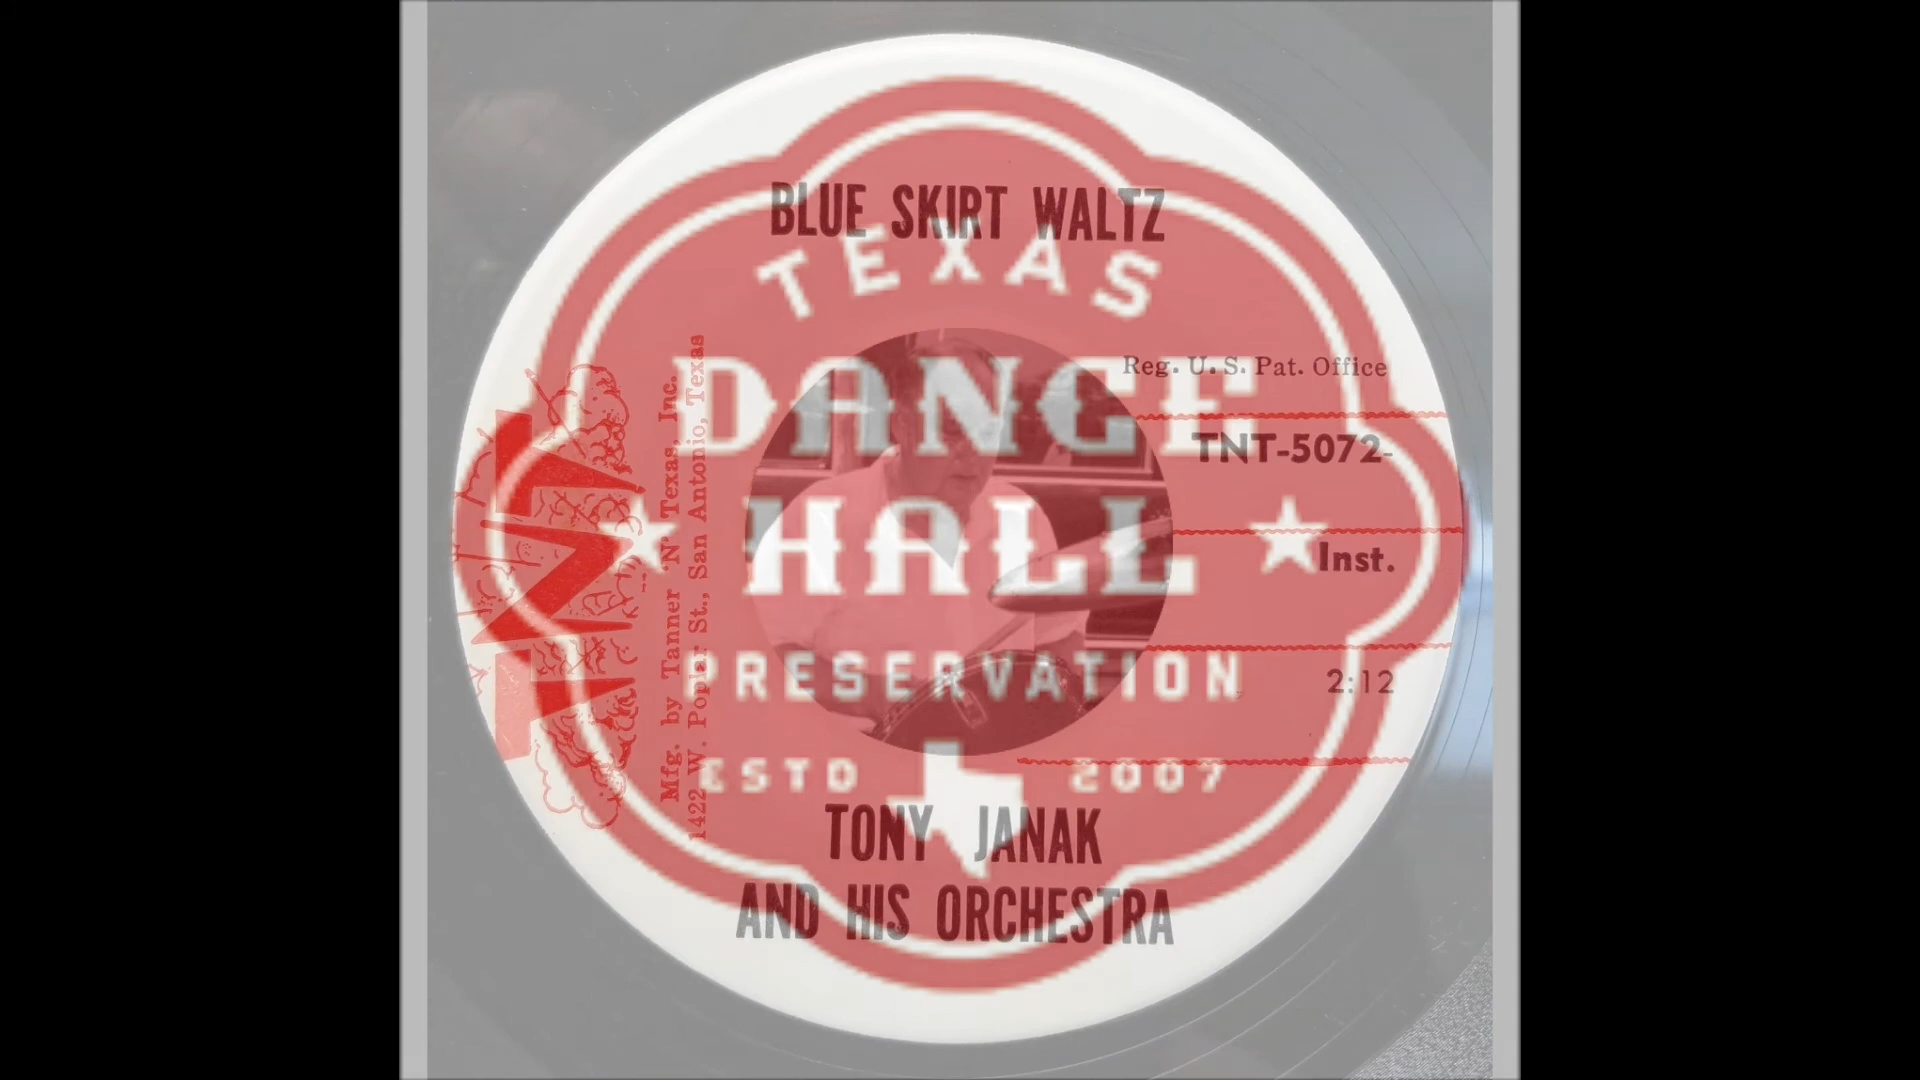 BLUE SKIRT WALTZ
TEXAS
DANCE
HALL
PRESERVATION
ESTD 2007
Reg. U. S. Pat. Office
TNT-5072-
Inst.
2:12
TNT
Mfg. by Tanner 'N' Texas, Inc.
1422 W. Poplar St., San Antonio, Texas
TONY JANAK
AND HIS ORCHESTRA